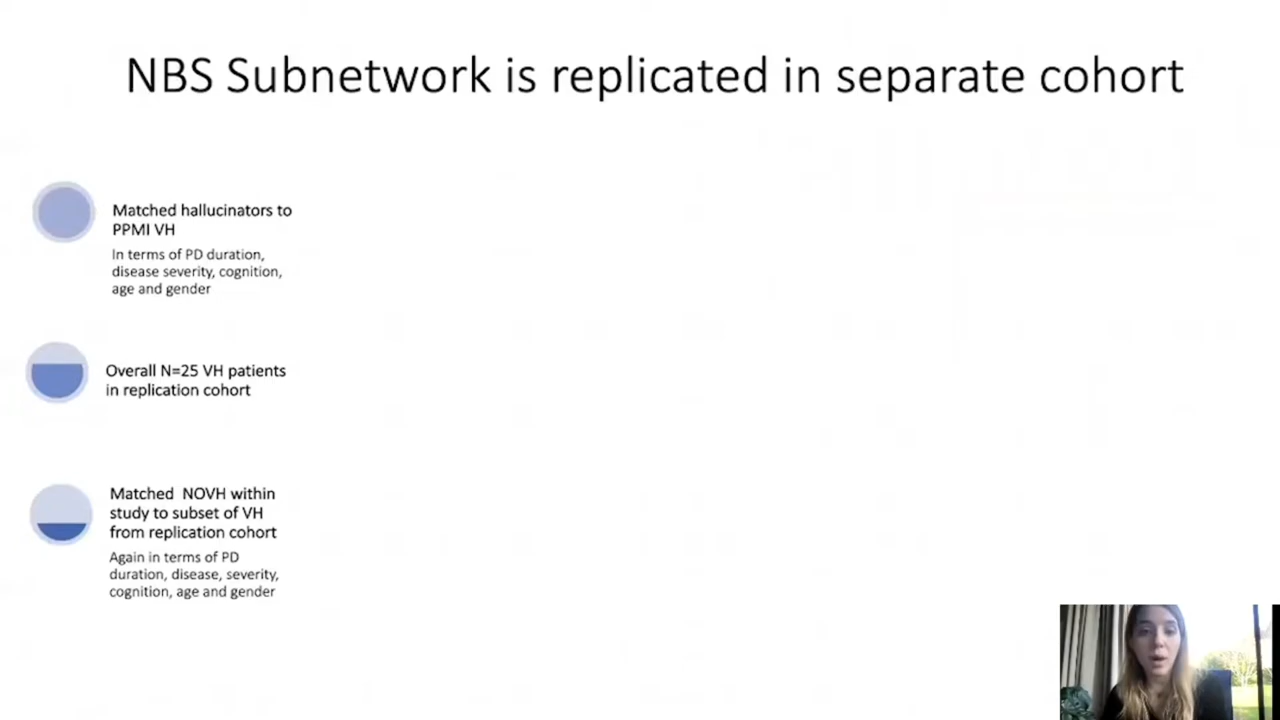 NBS Subnetwork is replicated in separate cohort
Matched hallucinators to
PPMI VH
In terms of PD duration,
disease severity, cognition,
age and gender
Overall N=25 VH patients
in replication cohort
Matched NOVH within
study to subset of VH
from replication cohort
Again in terms of PD
duration, disease, severity,
cognition, age and gender